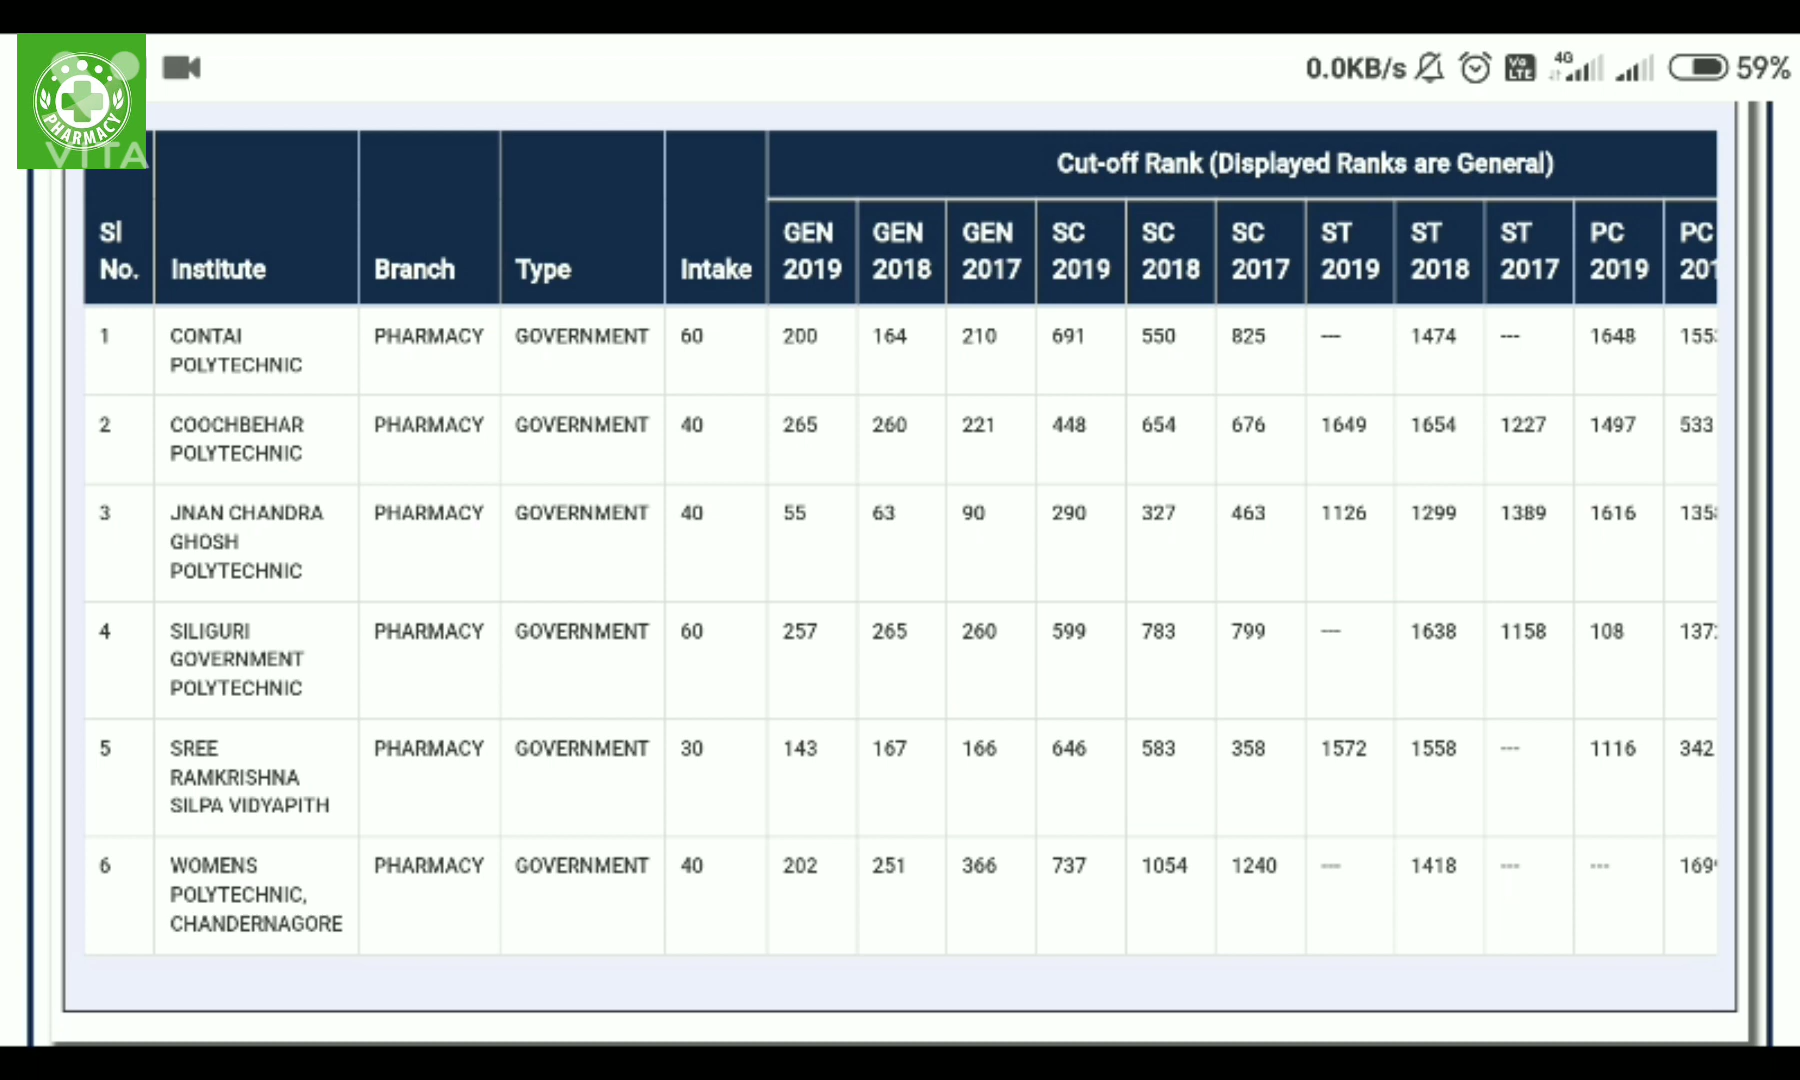 0.0KB/s Vo LTE 4G 59%
PHARMACY
VITA
Cut-off Rank (Displayed Ranks are General)
Sl No. Institute Branch Type Intake GEN 2019 GEN 2018 GEN 2017 SC 2019 SC 2018 SC 2017 ST 2019 ST 2018 ST 2017 PC 2019 PC
1 CONTAI PHARMACY GOVERNMENT 60 200 164 210 691 550 825 --- 1474 --- 1648
POLYTECHNIC
2 COOCHBEHAR PHARMACY GOVERNMENT 40 265 260 221 448 654 676 1649 1654 1227 1497 533
POLYTECHNIC
3 JNAN CHANDRA PHARMACY GOVERNMENT 40 55 63 90 290 327 463 1126 1299 1389 1616
GHOSH
POLYTECHNIC
4 SILIGURI PHARMACY GOVERNMENT 60 257 265 260 599 783 799 --- 1638 1158 108
GOVERNMENT
POLYTECHNIC
5 SREE PHARMACY GOVERNMENT 30 143 167 166 646 583 358 1572 1558 --- 1116 342
RAMKRISHNA
SILPA VIDYAPITH
6 WOMENS PHARMACY GOVERNMENT 40 202 251 366 737 1054 1240 --- 1418 --- ---
POLYTECHNIC,
CHANDERNAGORE